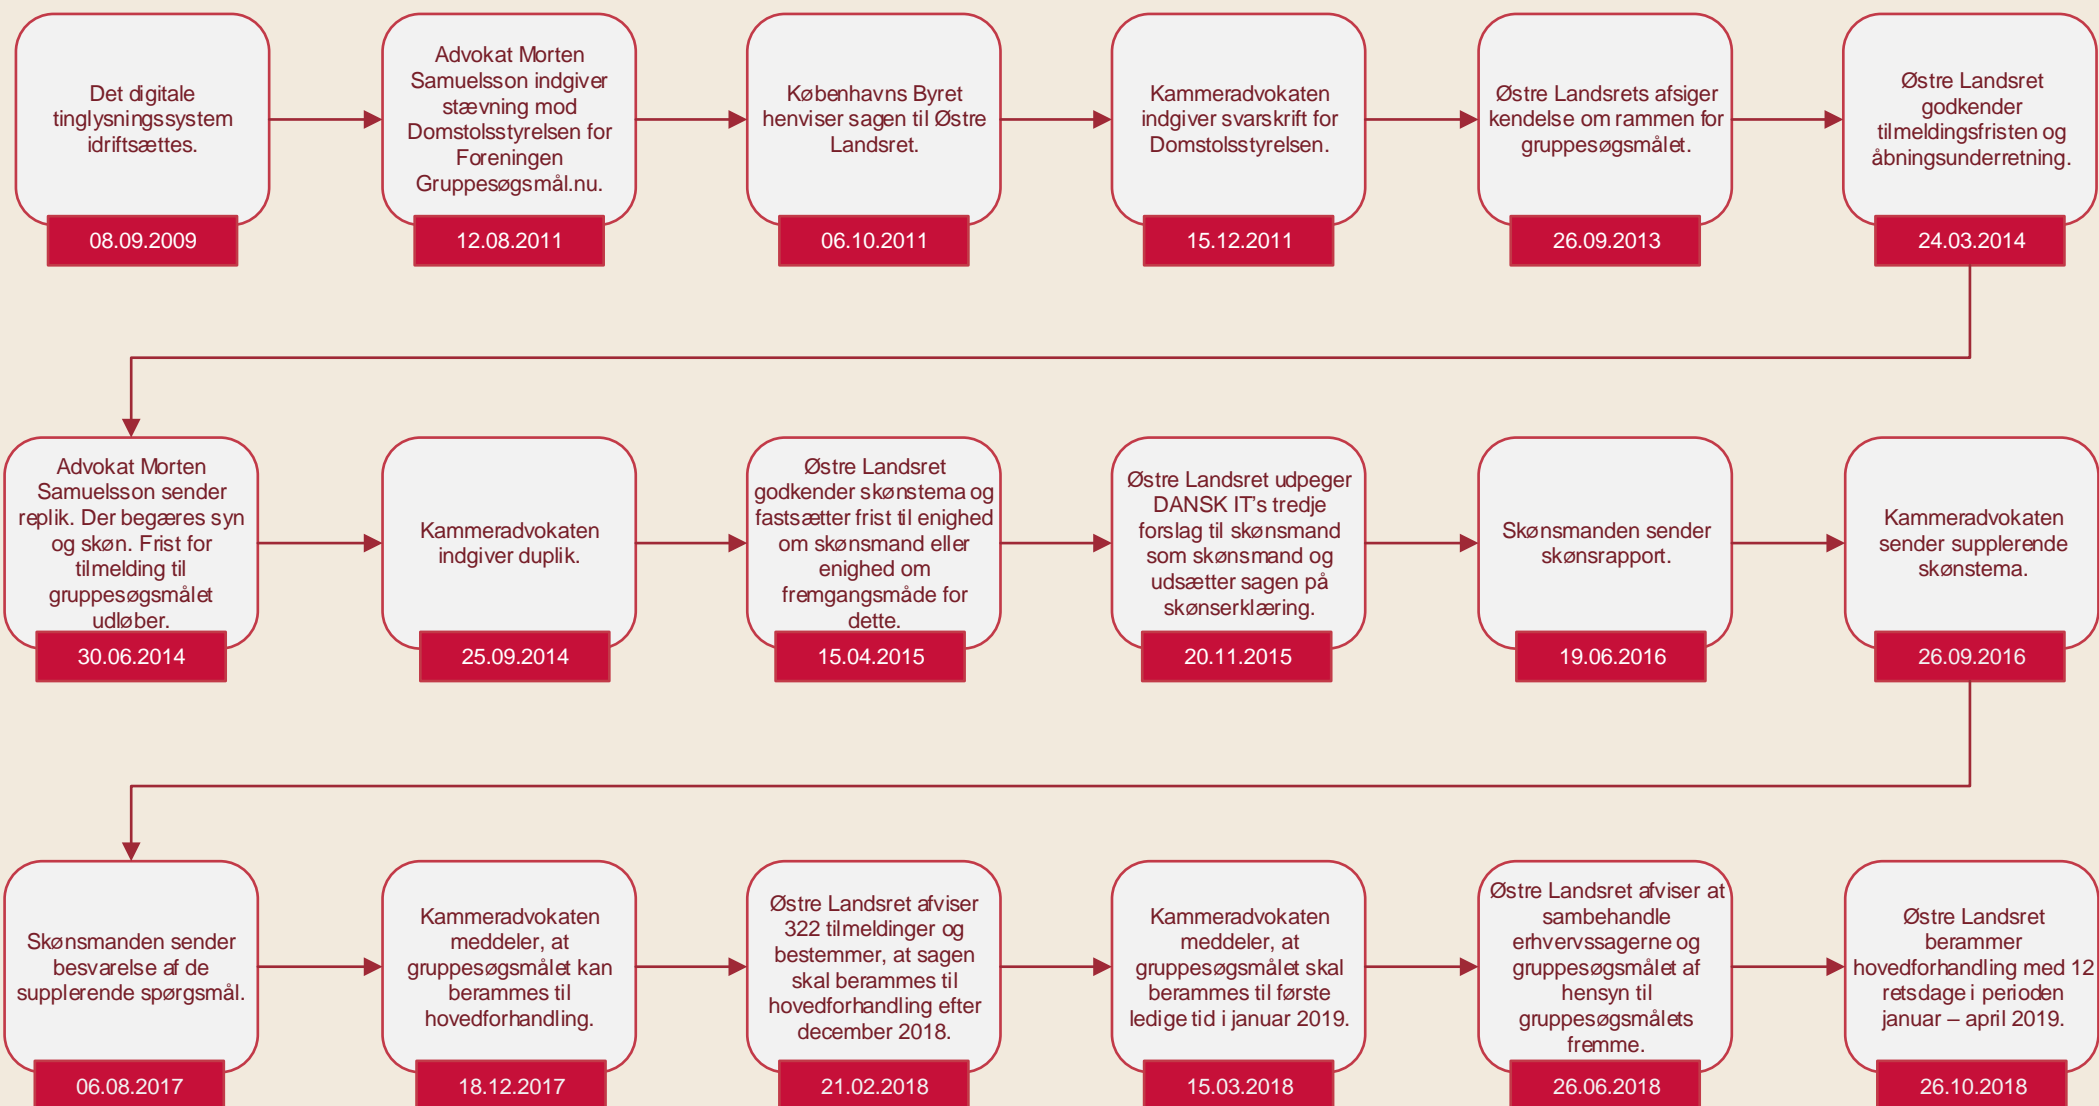 Det digitale
tinglysningssystem
idriftsættes.
08.09.2009
Advokat Morten
Samuelsson indgiver
stævning mod
Domstolsstyrelsen for
Foreningen
Gruppesøgsmål.nu.
12.08.2011
Københavns Byret
henviser sagen til Østre
Landsret.
06.10.2011
Kammeradvokaten
indgiver svarskrift for
Domstolsstyrelsen.
15.12.2011
Østre Landsrets afsiger
kendelse om rammen for
gruppesøgsmålet.
26.09.2013
Østre Landsret
godkender
tilmeldingsfristen og
åbningsunderretning.
24.03.2014
Advokat Morten
Samuelsson sender
replik. Der begæres syn
og skøn. Frist for
tilmelding til
gruppesøgsmålet
udløber.
30.06.2014
Kammeradvokaten
indgiver duplik.
25.09.2014
Østre Landsret
godkender skønstema og
fastsætter frist til enighed
om skønsmand eller
enighed om
fremgangsmåde for
dette.
15.04.2015
Østre Landsret udpeger
DANSK IT's tredje
forslag til skønsmand
som skønsmand og
udsætter sagen på
skønserklæring.
20.11.2015
Skønsmanden sender
skønsrapport.
19.06.2016
Kammeradvokaten
sender supplerende
skønstema.
26.09.2016
Skønsmanden sender
besvarelse af de
supplerende spørgsmål.
06.08.2017
Kammeradvokaten
meddeler, at
gruppesøgsmålet kan
berammes til
hovedforhandling.
18.12.2017
Østre Landsret afviser
322 tilmeldinger og
bestemmer, at sagen
skal berammes til
hovedforhandling efter
december 2018.
21.02.2018
Kammeradvokaten
meddeler, at
gruppesøgsmålet skal
berammes til første
ledige tid i januar 2019.
15.03.2018
Østre Landsret afviser at
sambehandle
erhvervssagerne og
gruppesøgsmålet af
hensyn til
gruppesøgsmålets
fremme.
26.06.2018
Østre Landsret
berammer
hovedforhandling med 12
retsdage i perioden
januar – april 2019.
26.10.2018